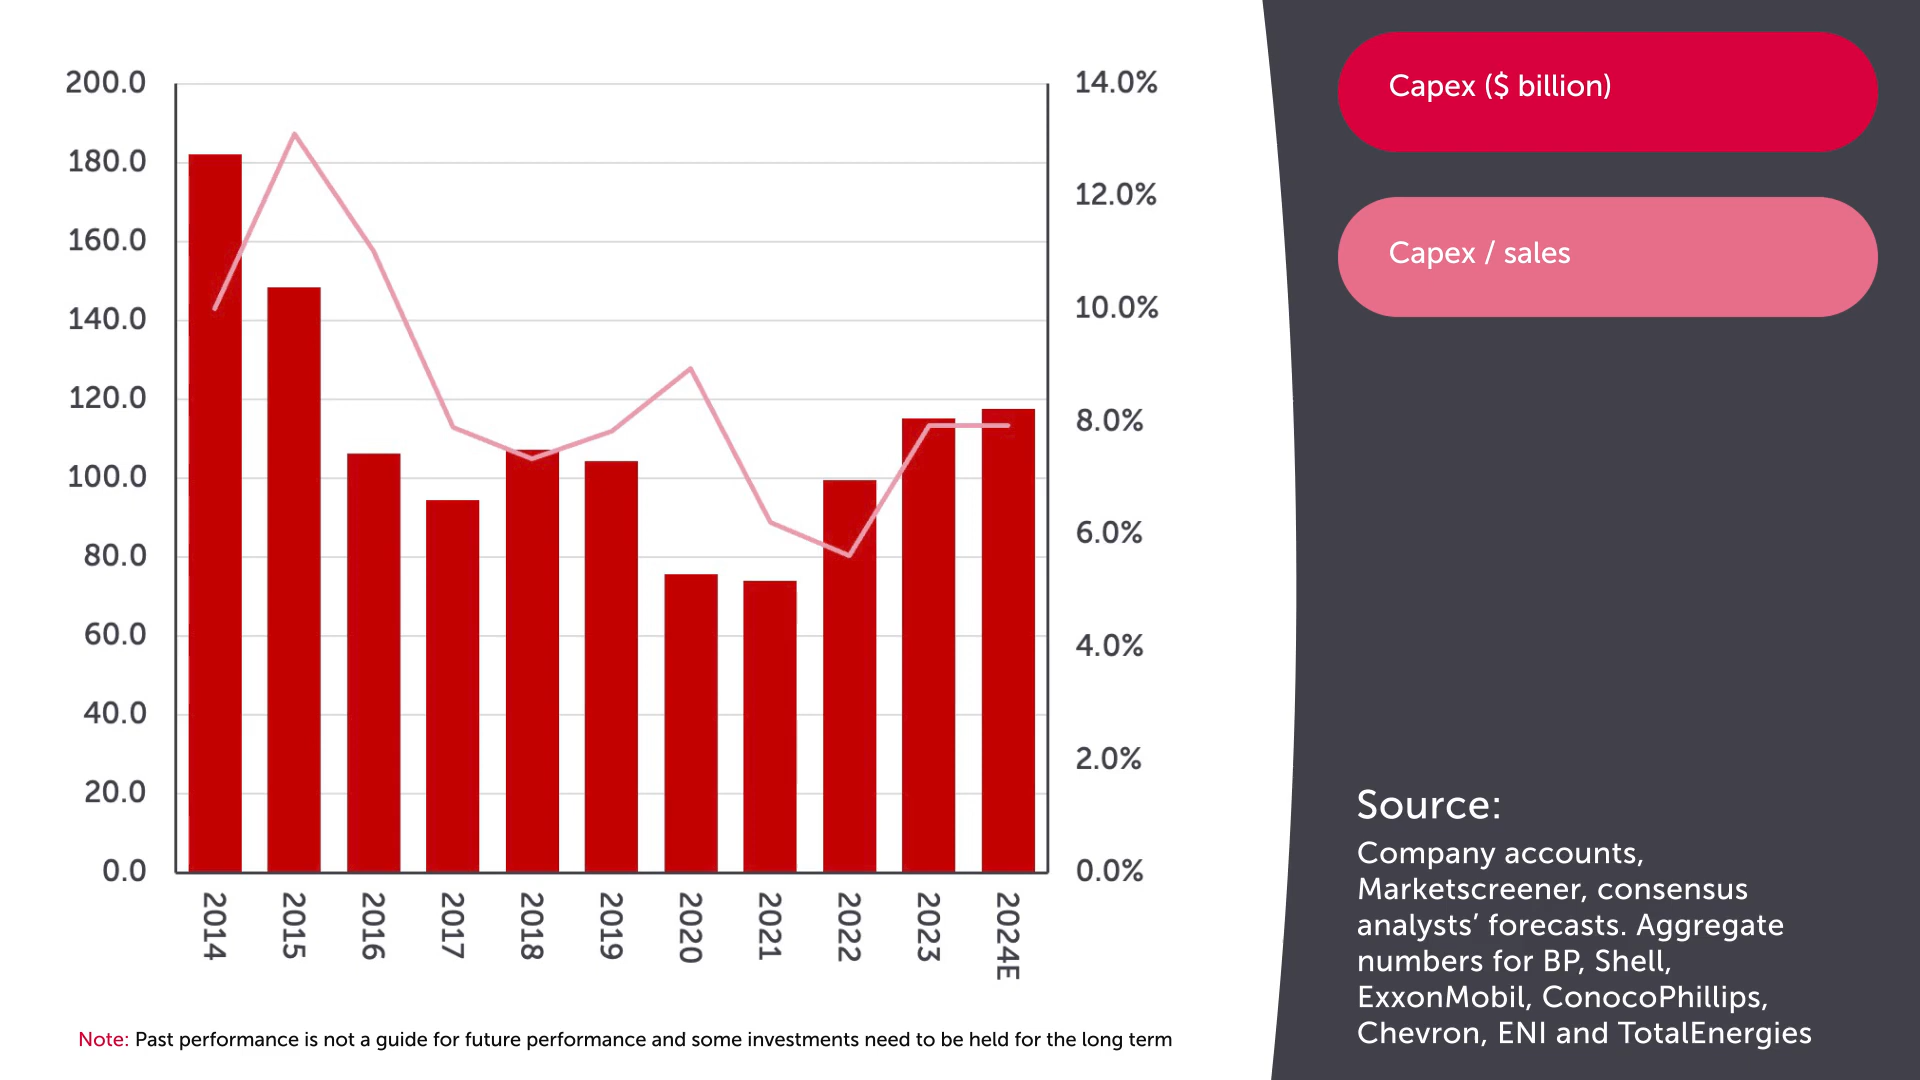 200.0
180.0
160.0
140.0
120.0
100.0
80.0
60.0
40.0
20.0
0.0
14.0%
12.0%
10.0%
8.0%
6.0%
4.0%
2.0%
0.0%
2014
2015
2016
2017
2018
2019
2020
2021
2022
2023
2024E
Note: Past performance is not a guide for future performance and some investments need to be held for the long term
Capex ($ billion)
Capex / sales
Source:
Company accounts,
Marketscreener, consensus
analysts’ forecasts. Aggregate
numbers for BP, Shell,
ExxonMobil, ConocoPhillips,
Chevron, ENI and TotalEnergies